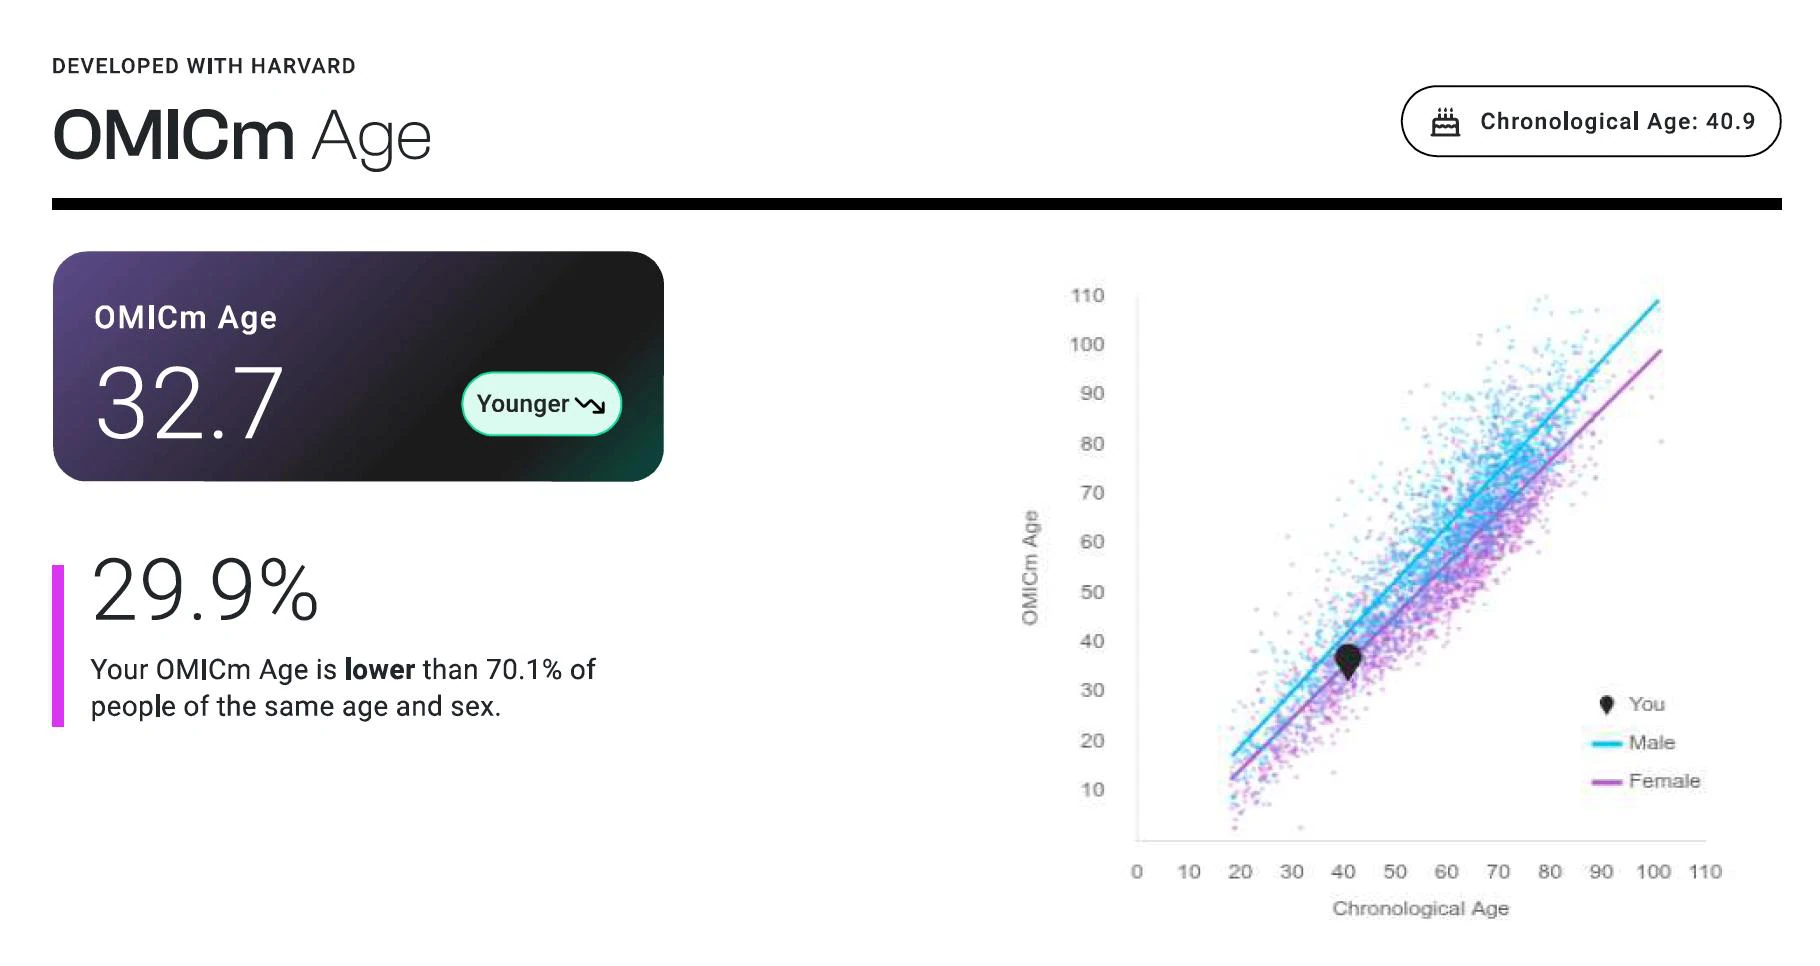 DEVELOPED WITH HARVARD
OMICm Age
Chronological Age: 40.9
OMICm Age
32.7
Younger
29.9%
Your OMICm Age is lower than 70.1% of
people of the same age and sex.
110
100
90
80
70
60
50
40
30
20
10
OMICm Age
You
Male
Female
0 10 20 30 40 50 60 70 80 90 100 110
Chronological Age